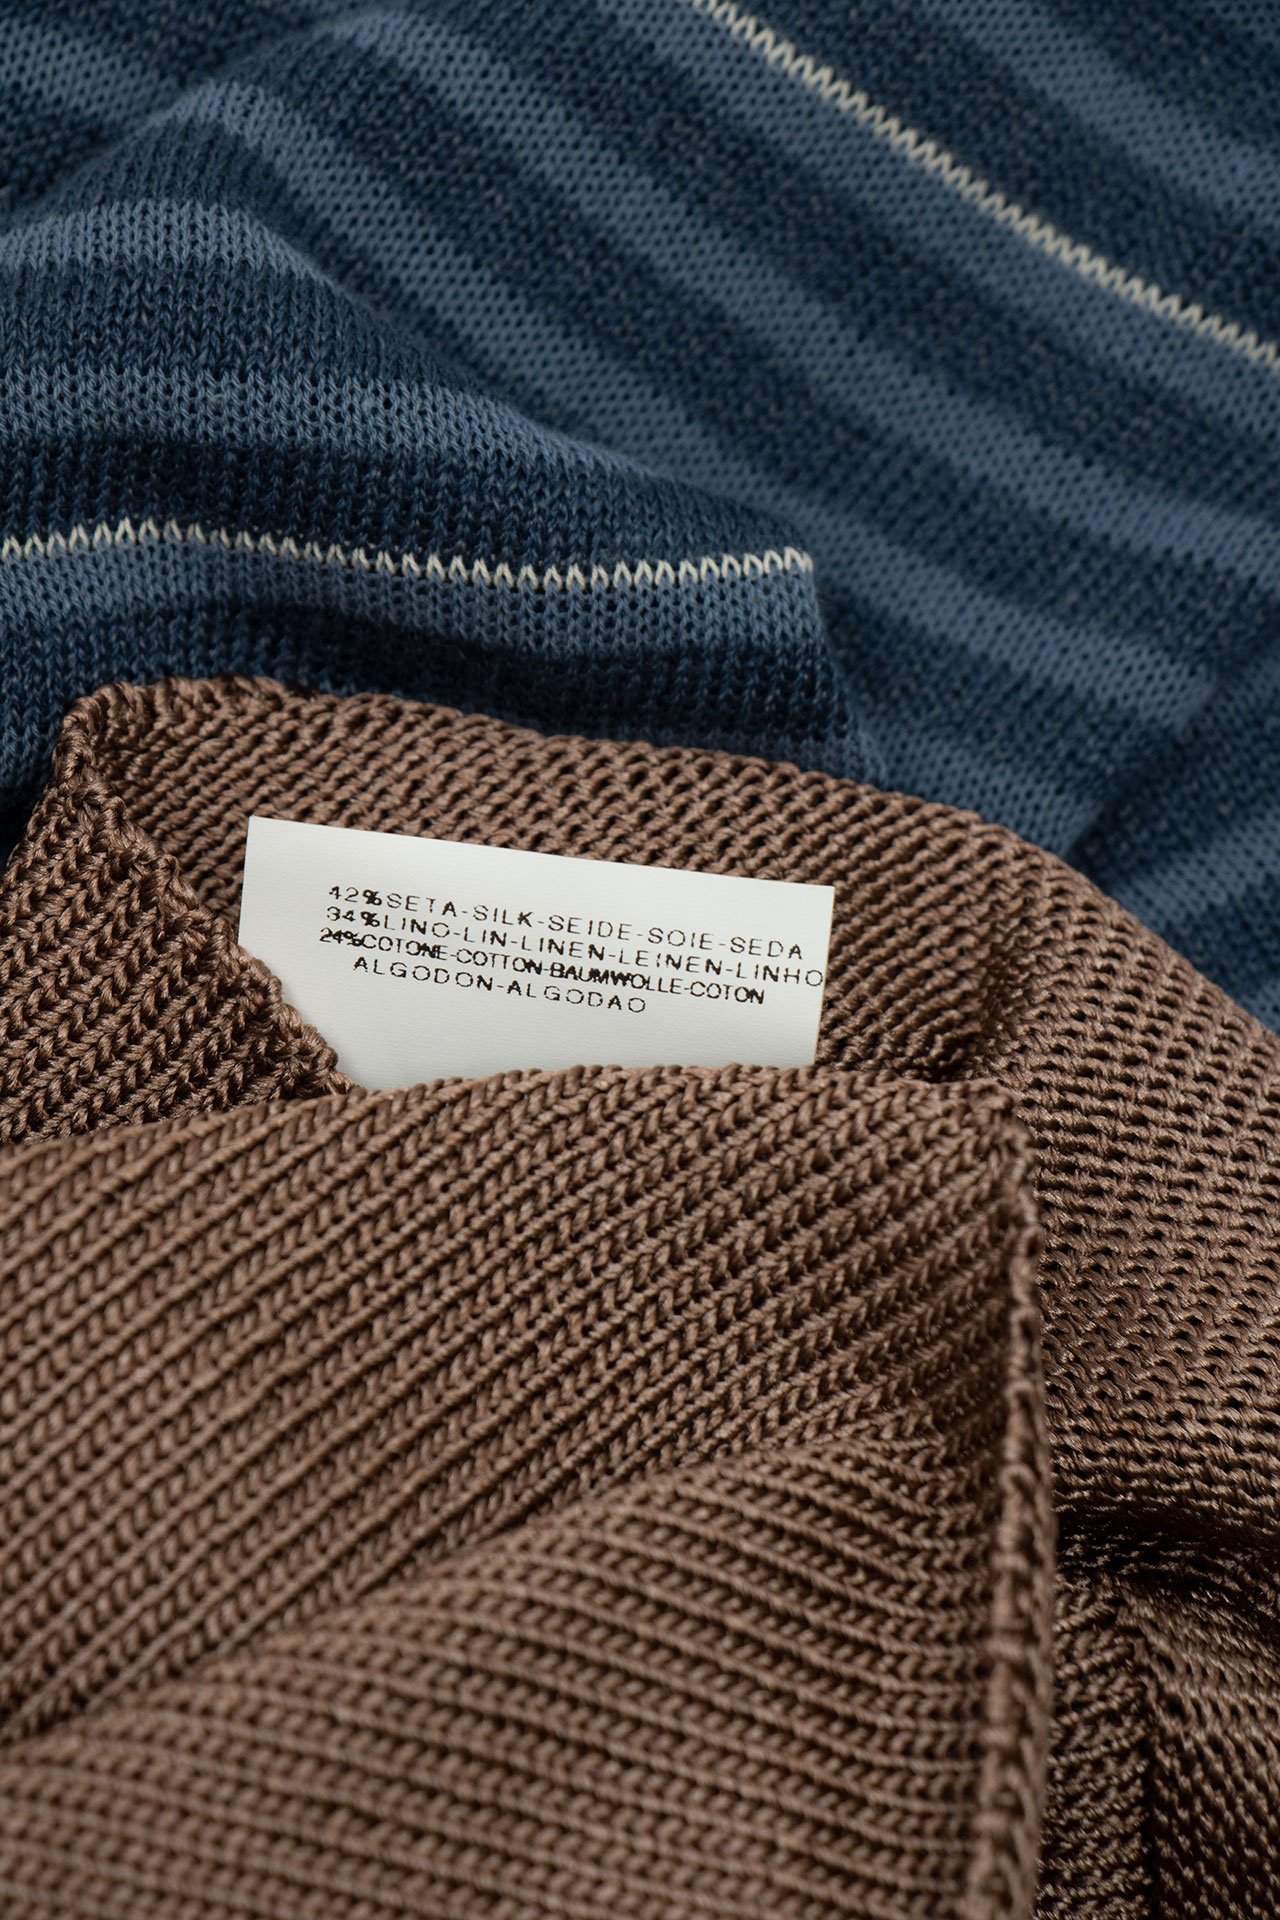 42%SETA-SILK-SEIDE-SOIE-SEDA
34%LINO-LIN-LINEN-LEINEN-LINHO
24%COTONE-COTTON-BAUMWOLLE-COTON
ALGODON-ALGODAO